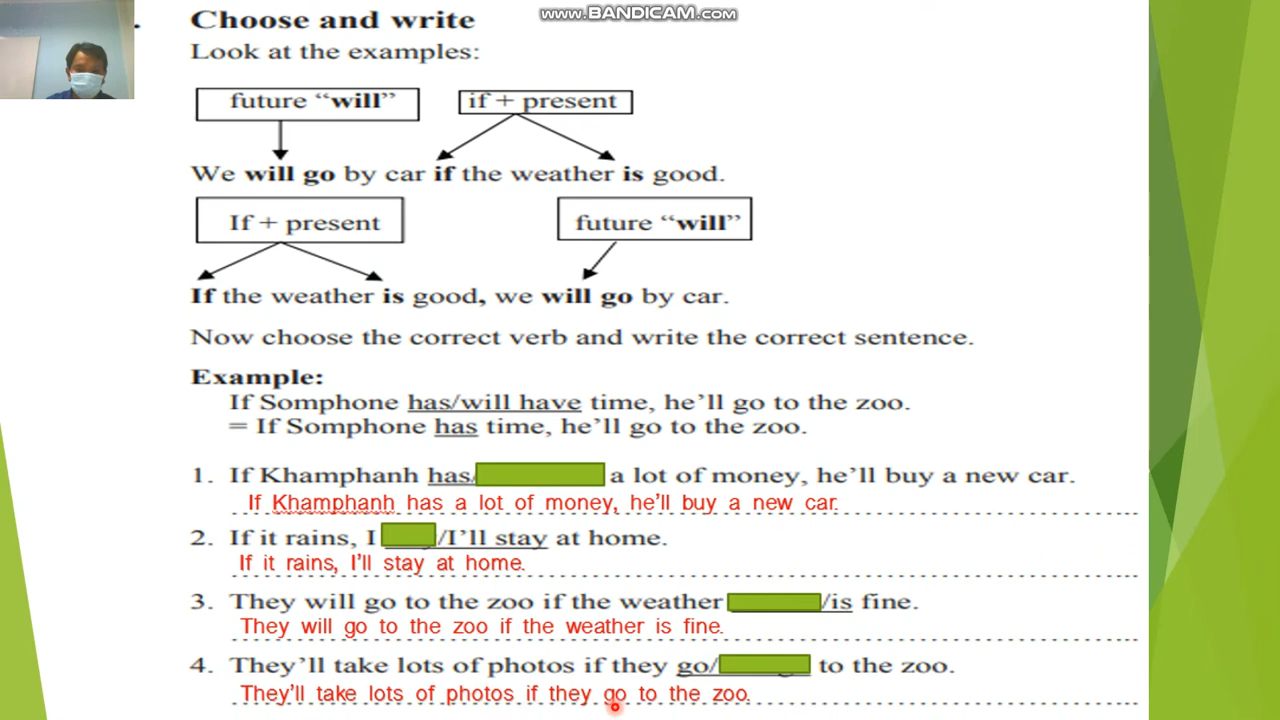 www.BANDICAM.com
Choose and write
Look at the examples:
future “will”
if + present
We will go by car if the weather is good.
If + present
future “will”
If the weather is good, we will go by car.
Now choose the correct verb and write the correct sentence.
Example:
If Somphone has/will have time, he’ll go to the zoo.
= If Somphone has time, he’ll go to the zoo.
1. If Khamphanh has/ a lot of money, he’ll buy a new car.
If Khamphanh has a lot of money, he’ll buy a new car.
2. If it rains, I /I’ll stay at home.
If it rains, I’ll stay at home.
3. They will go to the zoo if the weather /is fine.
They will go to the zoo if the weather is fine.
4. They’ll take lots of photos if they go/ to the zoo.
They’ll take lots of photos if they go to the zoo.